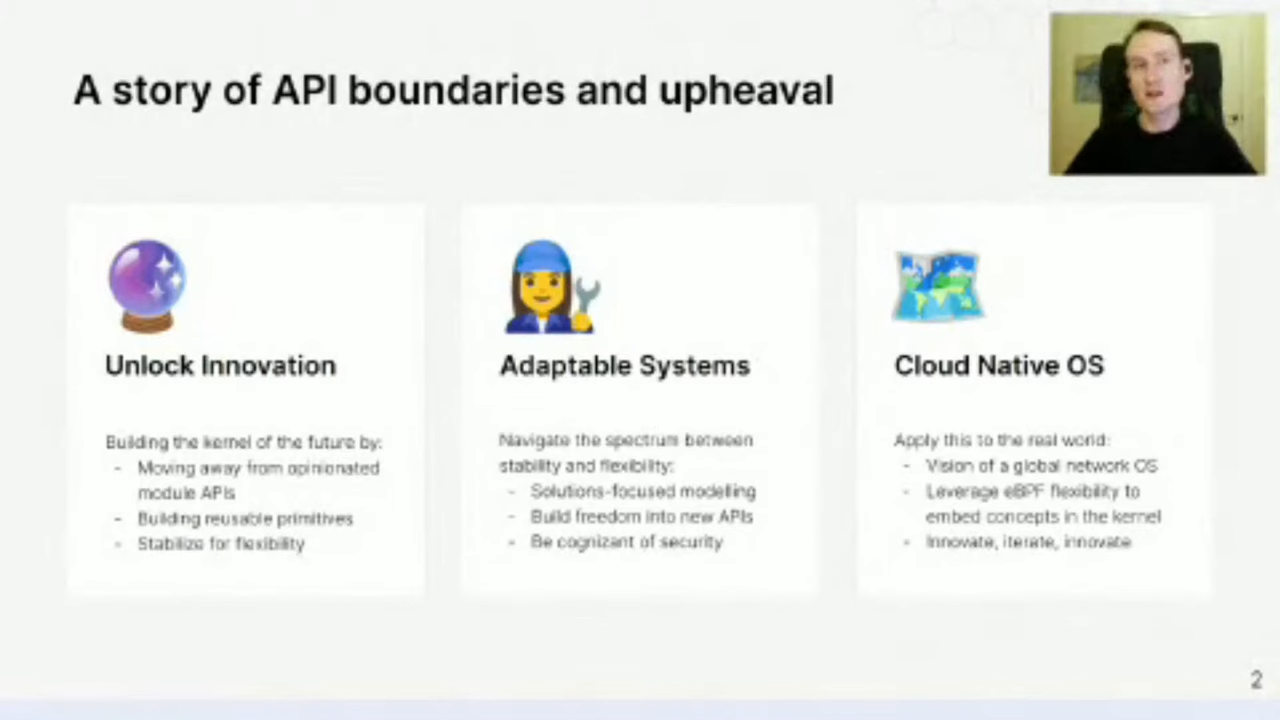 A story of API boundaries and upheaval
Unlock Innovation
Building the kernel of the future by:
- Moving away from opinionated
module APIs
- Building reusable primitives
- Stabilize for flexibility
Adaptable Systems
Navigate the spectrum between
stability and flexibility:
- Solutions-focused modelling
- Build freedom into new APIs
- Be cognizant of security
Cloud Native OS
Apply this to the real world:
- Vision of a global network OS
- Leverage eBPF flexibility to
embed concepts in the kernel
- Innovate, iterate, innovate
2